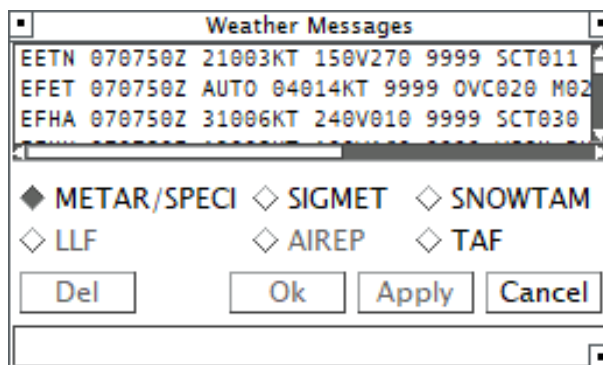 Weather Messages
EETN 070750Z 21003KT 150V270 9999 SCT011
EFET 070750Z AUTO 04014KT 9999 OVC020 M02
EFHA 070750Z 31006KT 240V010 9999 SCT030
METAR/SPECI SIGMET SNOWTAM
LLF AIREP TAF
Del Ok Apply Cancel